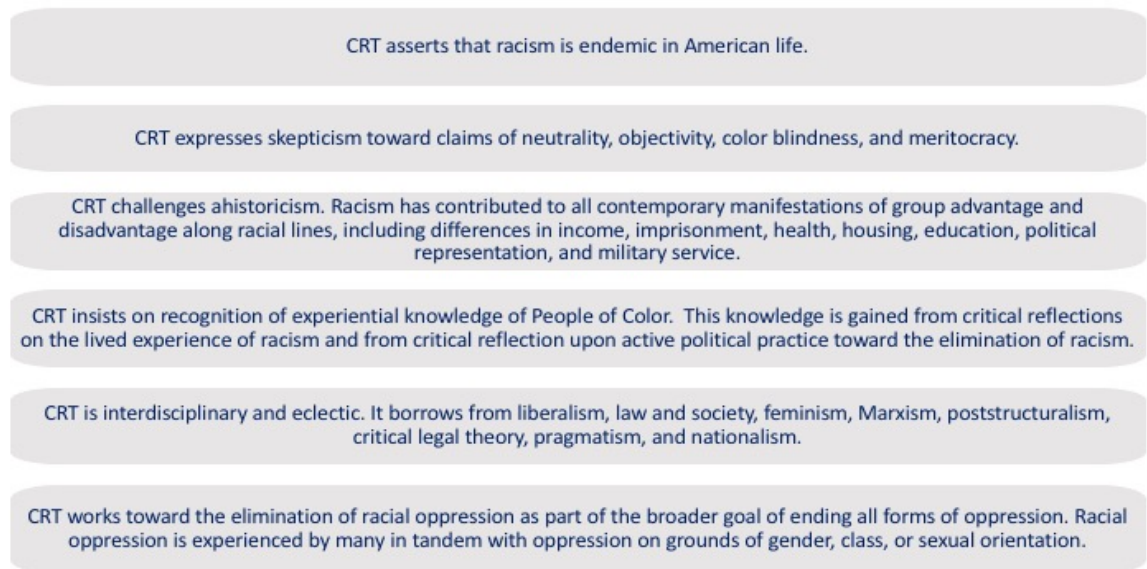 CRT asserts that racism is endemic in American life.
CRT expresses skepticism toward claims of neutrality, objectivity, color blindness, and meritocracy.
CRT challenges ahistoricism. Racism has contributed to all contemporary manifestations of group advantage and
disadvantage along racial lines, including differences in income, imprisonment, health, housing, education, political
representation, and military service.
CRT insists on recognition of experiential knowledge of People of Color.  This knowledge is gained from critical reflections
on the lived experience of racism and from critical reflection upon active political practice toward the elimination of racism.
CRT is interdisciplinary and eclectic. It borrows from liberalism, law and society, feminism, Marxism, poststructuralism,
critical legal theory, pragmatism, and nationalism.
CRT works toward the elimination of racial oppression as part of the broader goal of ending all forms of oppression. Racial
oppression is experienced by many in tandem with oppression on grounds of gender, class, or sexual orientation.